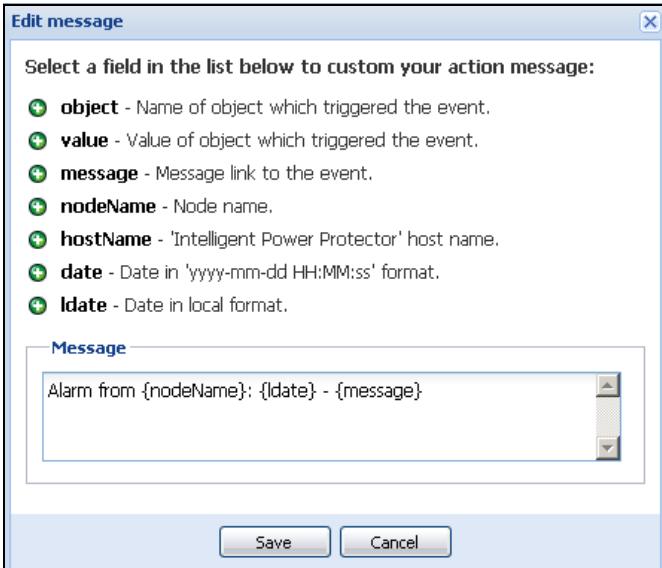 Edit message
Select a field in the list below to custom your action message:
object - Name of object which triggered the event.
value - Value of object which triggered the event.
message - Message link to the event.
nodeName - Node name.
hostName - 'Intelligent Power Protector' host name.
date - Date in 'yyyy-mm-dd HH:MM:ss' format.
ldate - Date in local format.
Message
Alarm from {nodeName}: {ldate} - {message}
Save Cancel